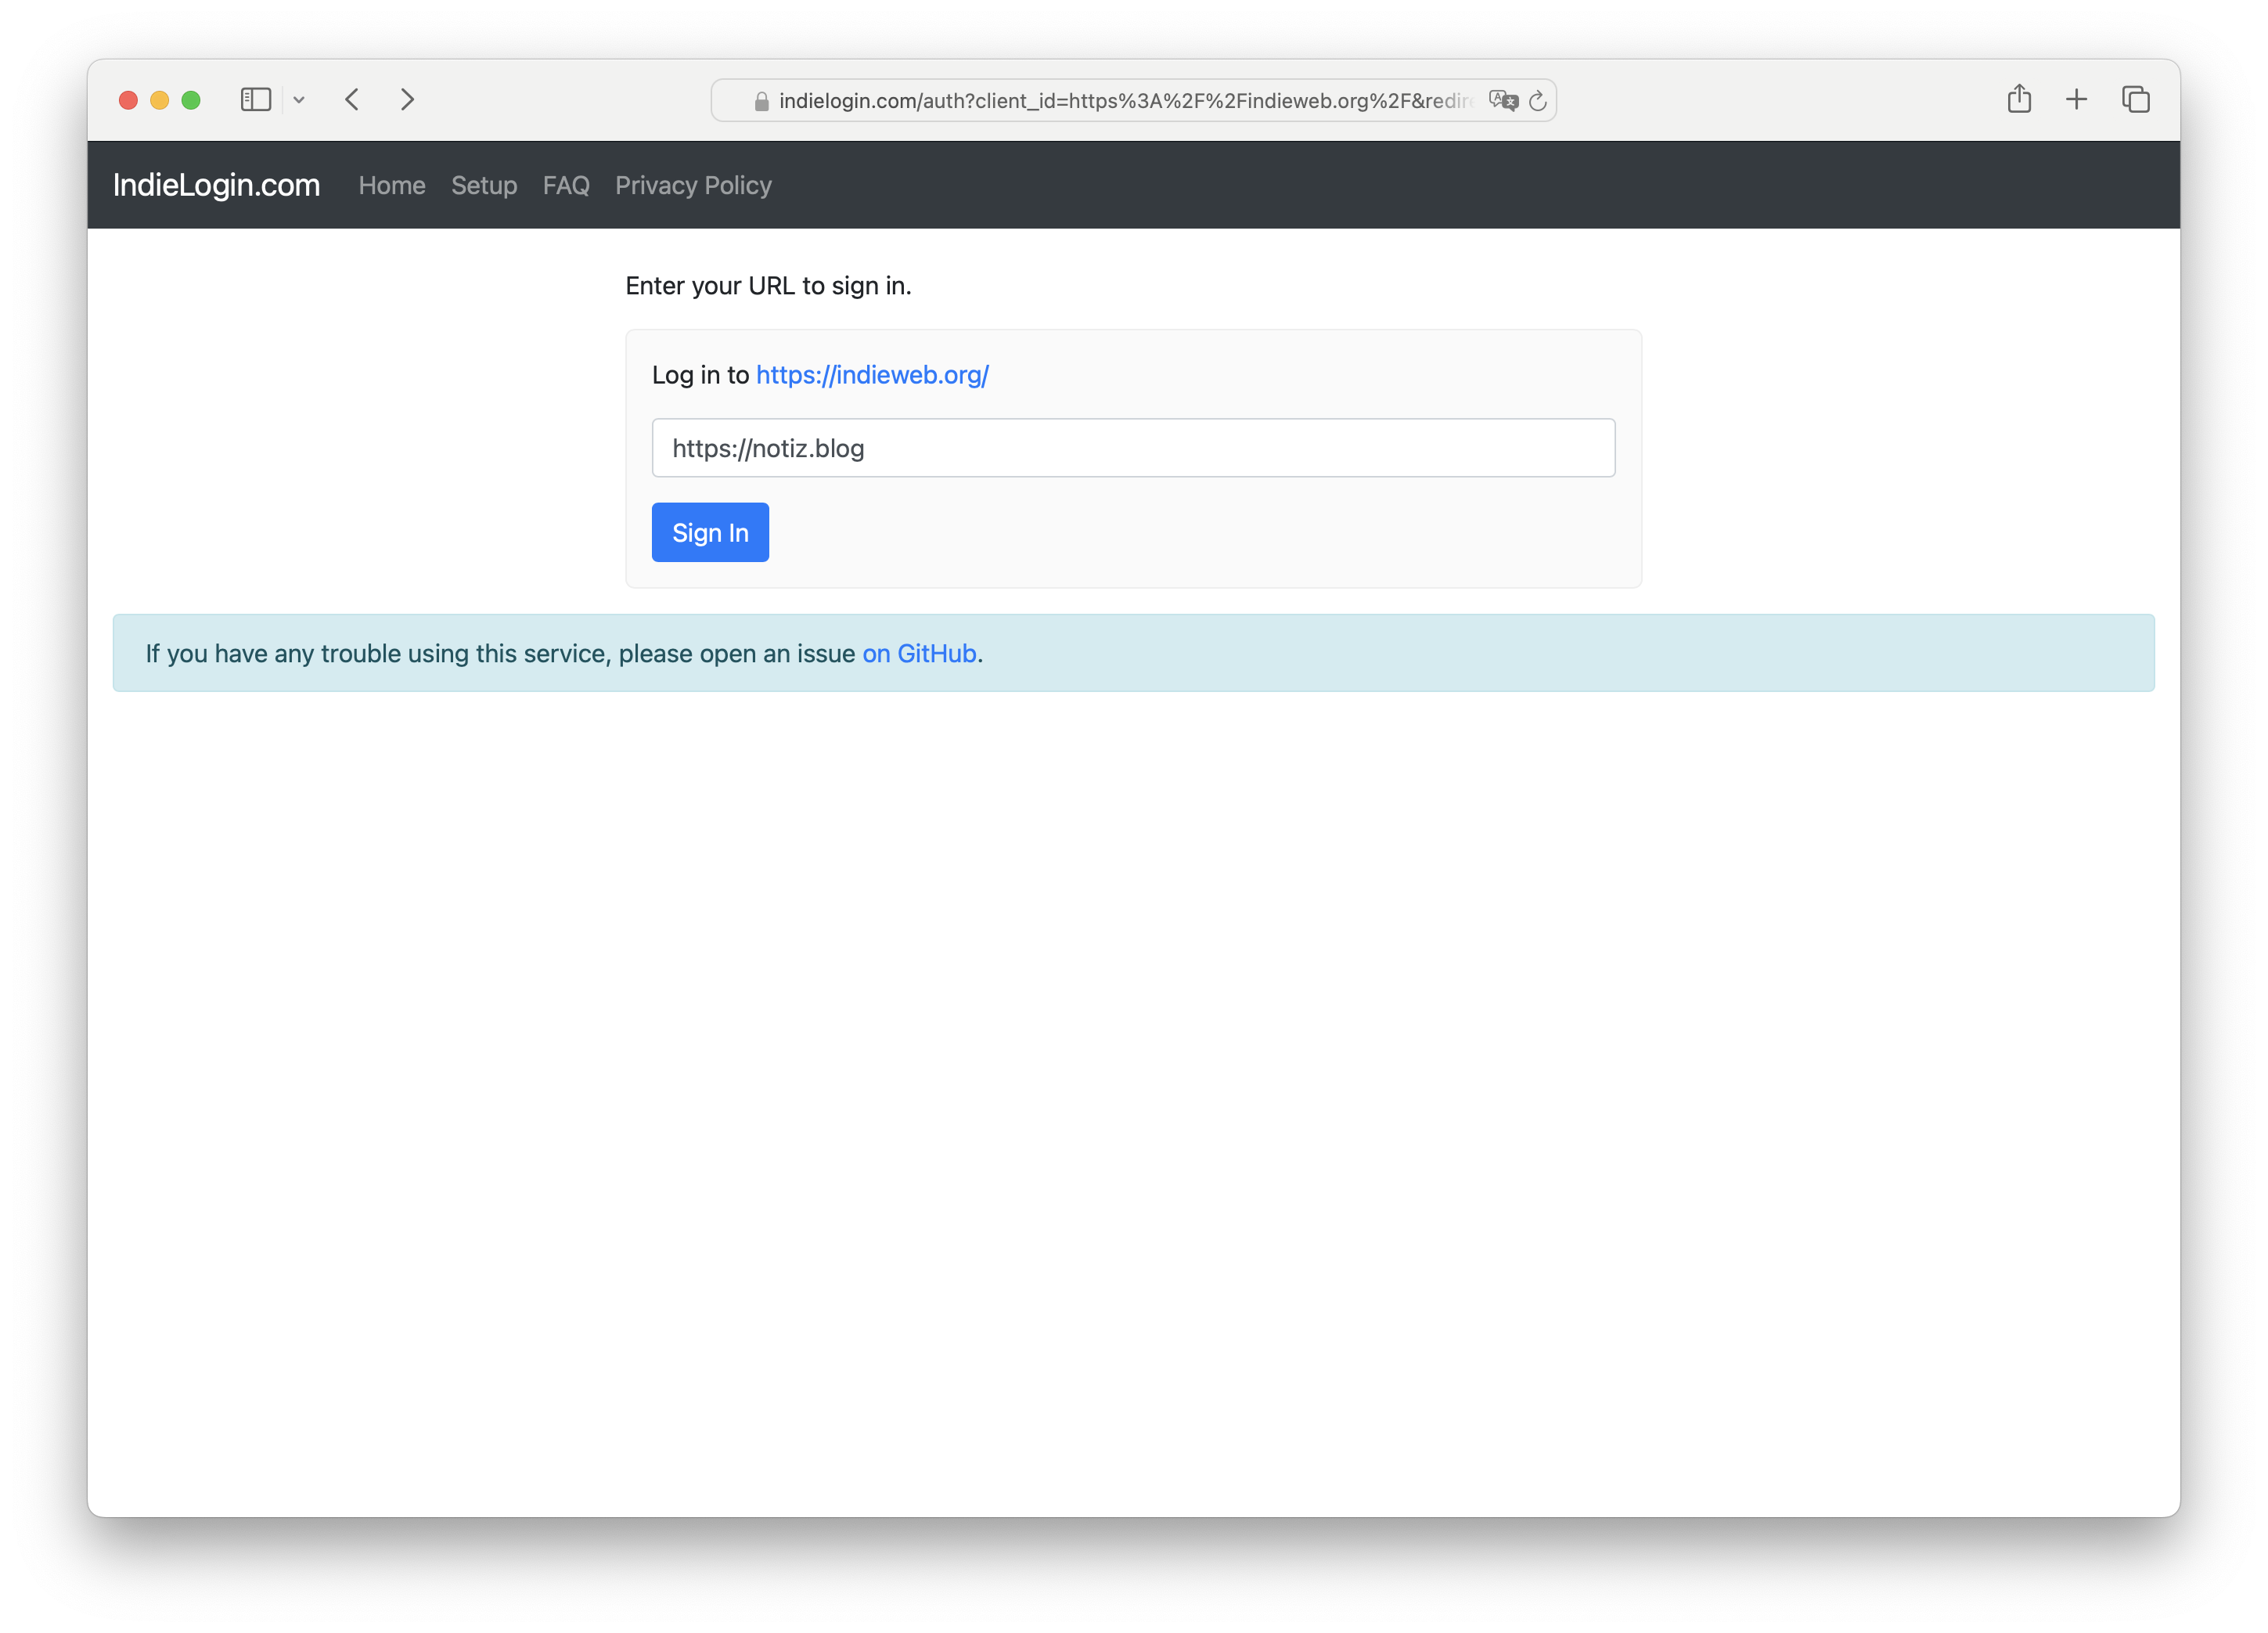 indielogin.com/auth?client_id=https%3A%2F%2Findieweb.org%2F&redire
IndieLogin.com Home Setup FAQ Privacy Policy
Enter your URL to sign in.
Log in to https://indieweb.org/
https://notiz.blog
Sign In
If you have any trouble using this service, please open an issue on GitHub.